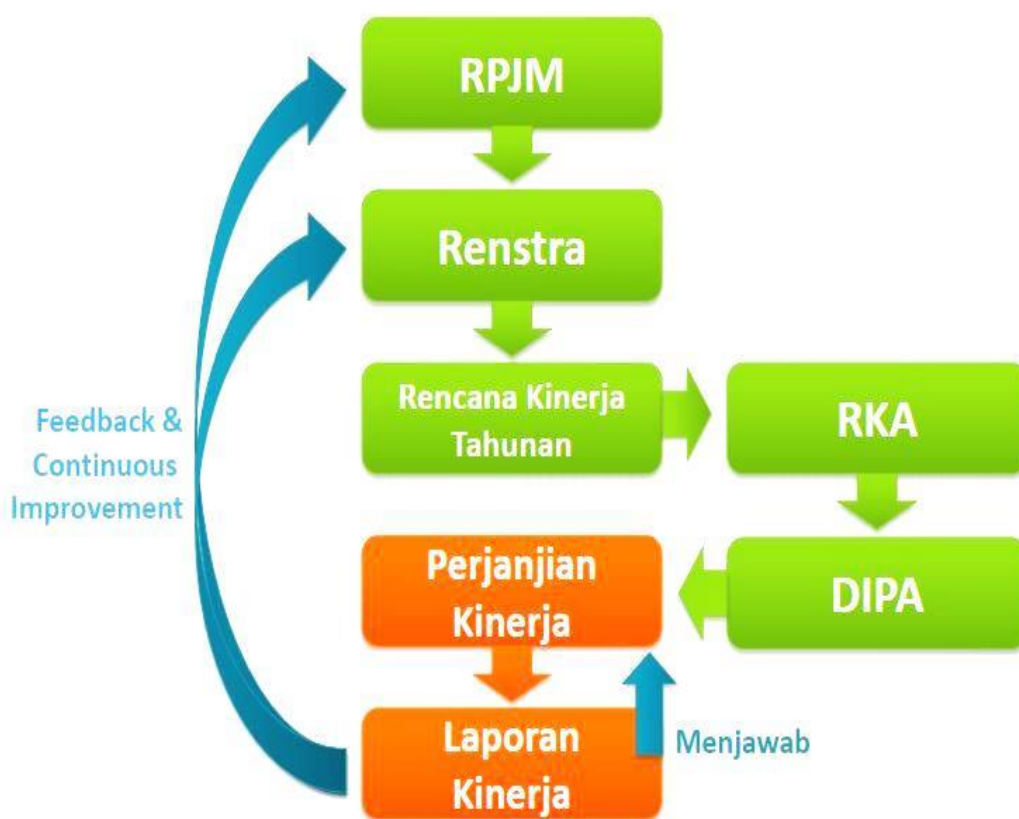 RPJM
Renstra
Rencana Kinerja
Tahunan
RKA
Feedback &
Continuous
Improvement
Perjanjian
Kinerja
DIPA
Laporan
Kinerja
Menjawab